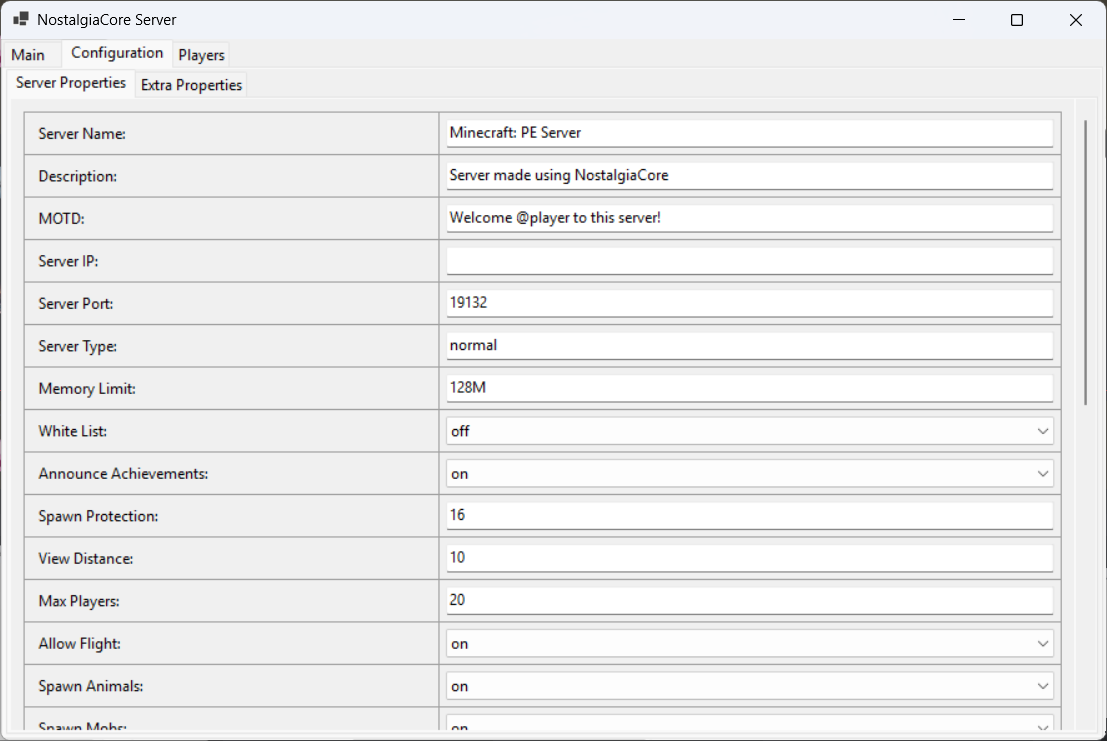 NostalgiaCore Server
Main Configuration Players
Server Properties Extra Properties
Server Name: Minecraft: PE Server
Description: Server made using NostalgiaCore
MOTD: Welcome @player to this server!
Server IP:
Server Port: 19132
Server Type: normal
Memory Limit: 128M
White List: off
Announce Achievements: on
Spawn Protection: 16
View Distance: 10
Max Players: 20
Allow Flight: on
Spawn Animals: on
Spawn Mobs: on